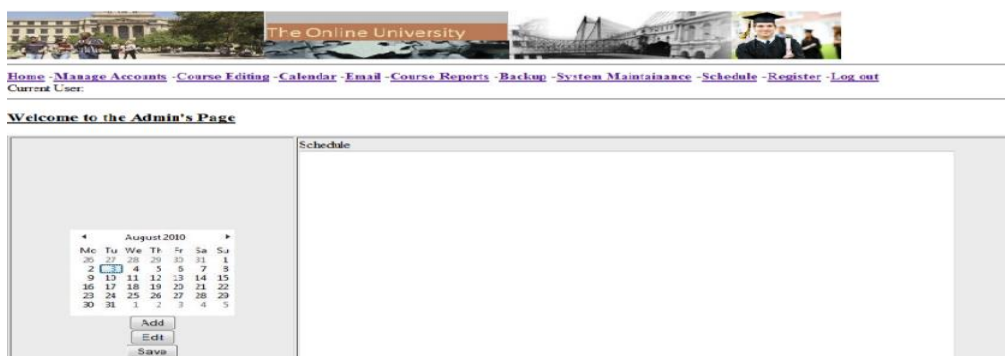 The Online University
Home -Manage Accounts -Course Editing -Calendar -Email -Course Reports -Backup -System Maintainance -Schedule -Register -Log out
Current User:
Welcome to the Admin's Page
Schedule
August 2010
Mo Tu We Th Fr Sa Su
26 27 28 29 30 31 1
2 3 4 5 6 7 8
9 10 11 12 13 14 15
16 17 18 19 20 21 22
23 24 25 26 27 28 29
30 31 1 2 3 4 5
Add
Edit
Save